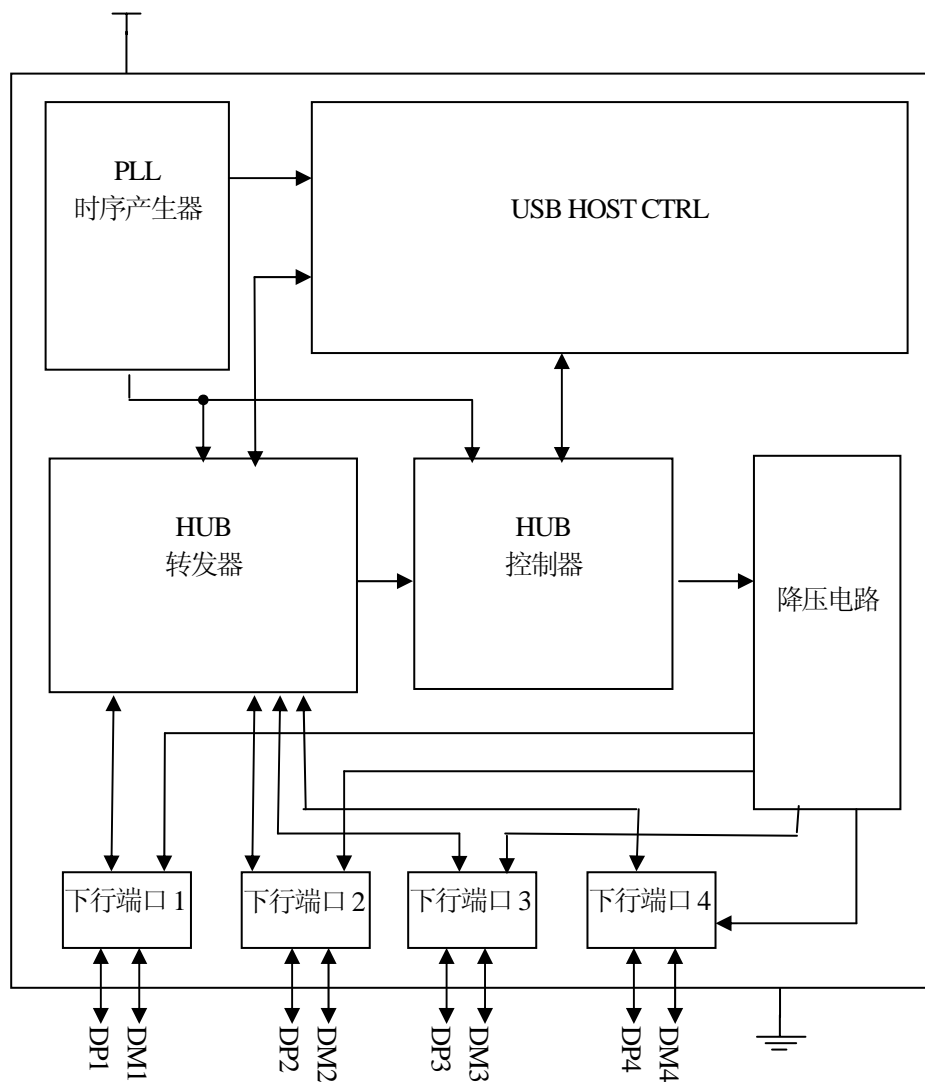 PLL
时序产生器
USB HOST CTRL
HUB
转发器
HUB
控制器
降压电路
下行端口 1
下行端口 2
下行端口 3
下行端口 4
DP1
DM1
DP2
DM2
DP3
DM3
DP4
DM4